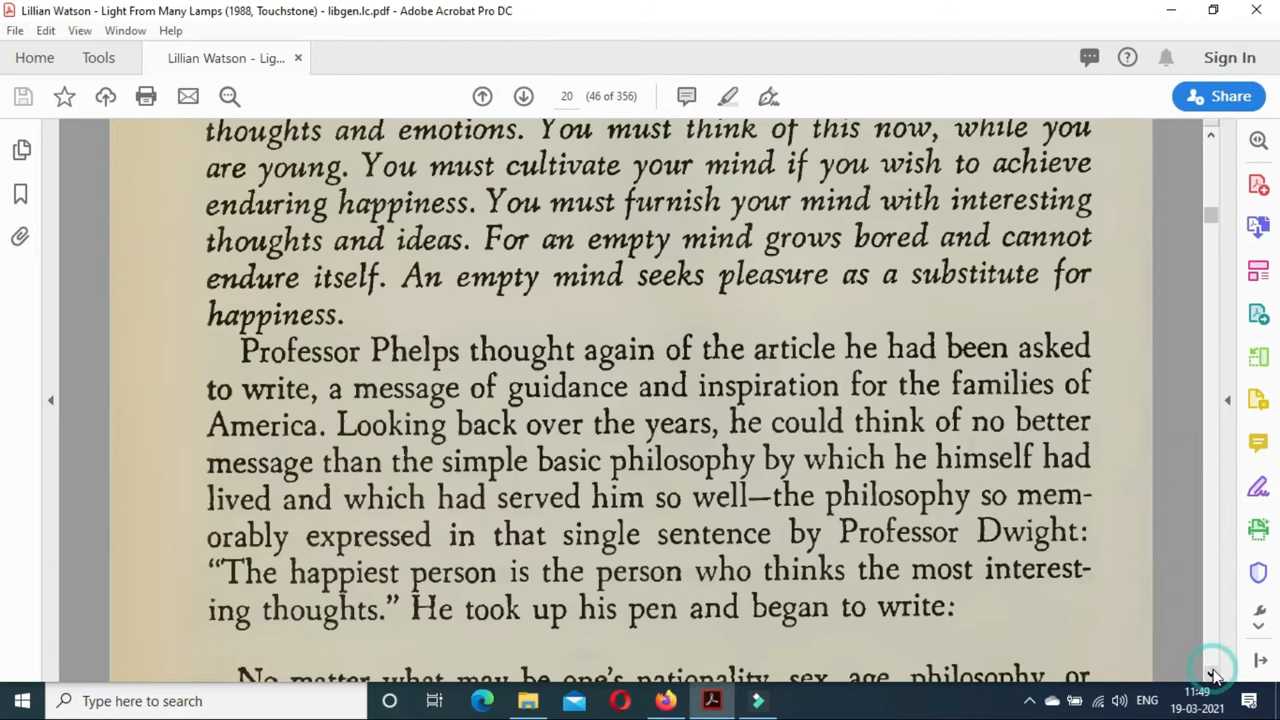 Lillian Watson - Light From Many Lamps (1988, Touchstone) - libgen.lc.pdf - Adobe Acrobat Pro DC
File Edit View Window Help
Home Tools Lillian Watson - Lig... × Sign In
20 (46 of 356) Share
thoughts and emotions. You must think of this now, while you
are young. You must cultivate your mind if you wish to achieve
enduring happiness. You must furnish your mind with interesting
thoughts and ideas. For an empty mind grows bored and cannot
endure itself. An empty mind seeks pleasure as a substitute for
happiness.
Professor Phelps thought again of the article he had been asked
to write, a message of guidance and inspiration for the families of
America. Looking back over the years, he could think of no better
message than the simple basic philosophy by which he himself had
lived and which had served him so well—the philosophy so mem-
orably expressed in that single sentence by Professor Dwight:
“The happiest person is the person who thinks the most interest-
ing thoughts.” He took up his pen and began to write:
No matter what may be one's nationality, sex, age, philosophy or
Type here to search
ENG
11:49
19-03-2021